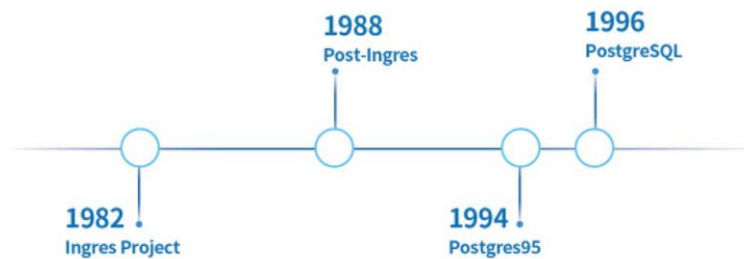 1988
Post-Ingres
1996
PostgreSQL
1982
Ingres Project
1994
Postgres95